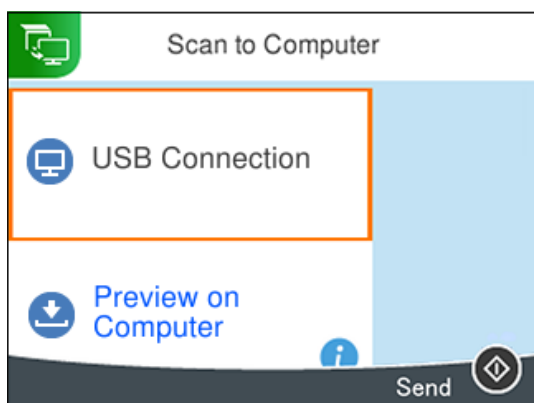 Scan to Computer
USB Connection
Preview on
Computer
i
Send